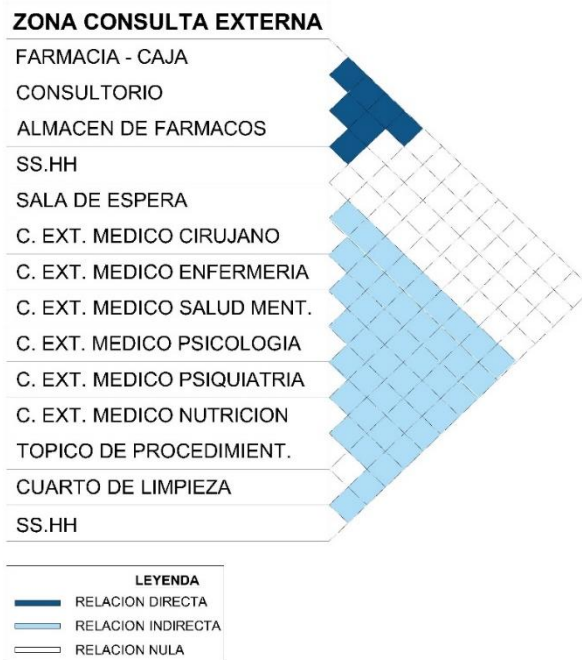 ZONA CONSULTA EXTERNA
FARMACIA - CAJA
CONSULTORIO
ALMACEN DE FARMACOS
SS.HH
SALA DE ESPERA
C. EXT. MEDICO CIRUJANO
C. EXT. MEDICO ENFERMERIA
C. EXT. MEDICO SALUD MENT.
C. EXT. MEDICO PSICOLOGIA
C. EXT. MEDICO PSIQUIATRIA
C. EXT. MEDICO NUTRICION
TOPICO DE PROCEDIMIENT.
CUARTO DE LIMPIEZA
SS.HH
LEYENDA
RELACION DIRECTA
RELACION INDIRECTA
RELACION NULA